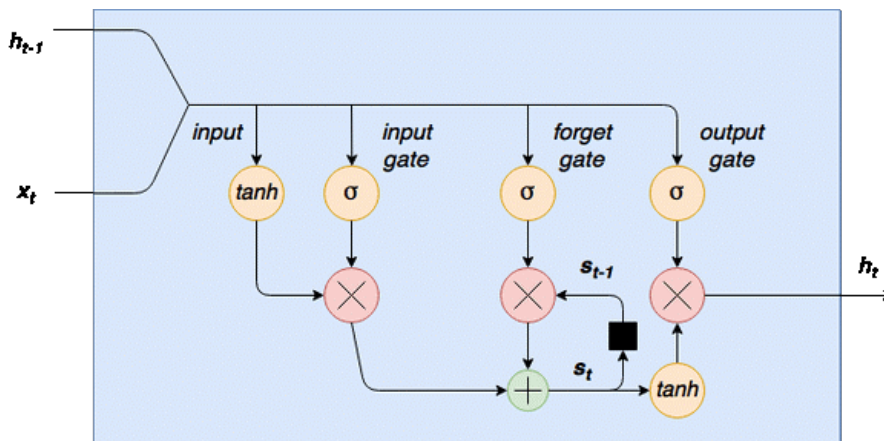 h_{t-1}
input
input gate
forget gate
output gate
x_t
tanh
σ
σ
σ
s_{t-1}
h_t
s_t
tanh